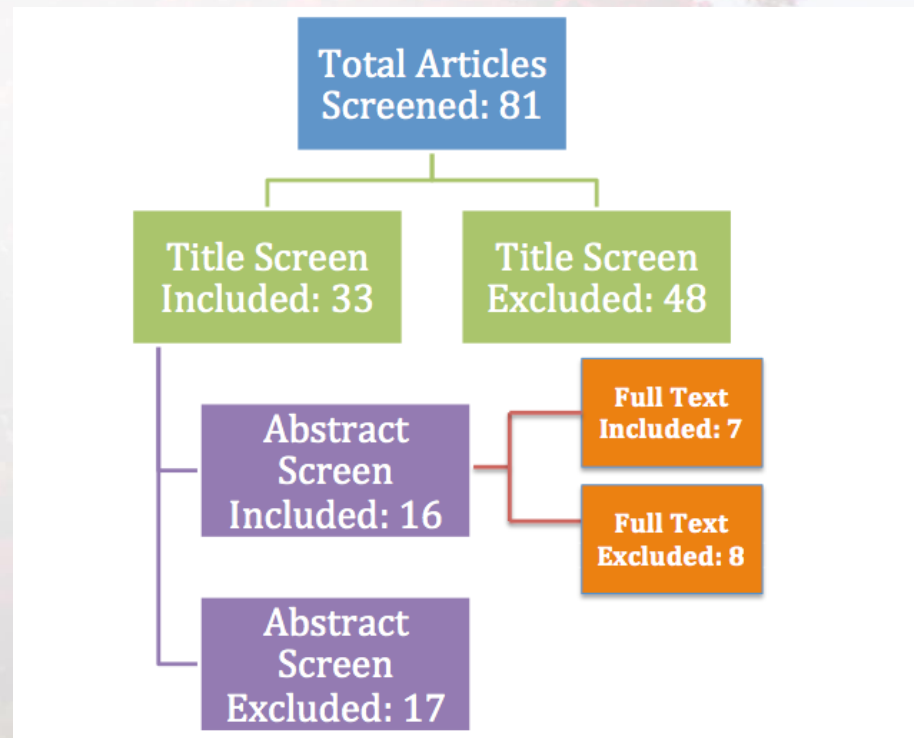 Total Articles
Screened: 81
Title Screen
Included: 33
Title Screen
Excluded: 48
Abstract
Screen
Included: 16
Full Text
Included: 7
Full Text
Excluded: 8
Abstract
Screen
Excluded: 17